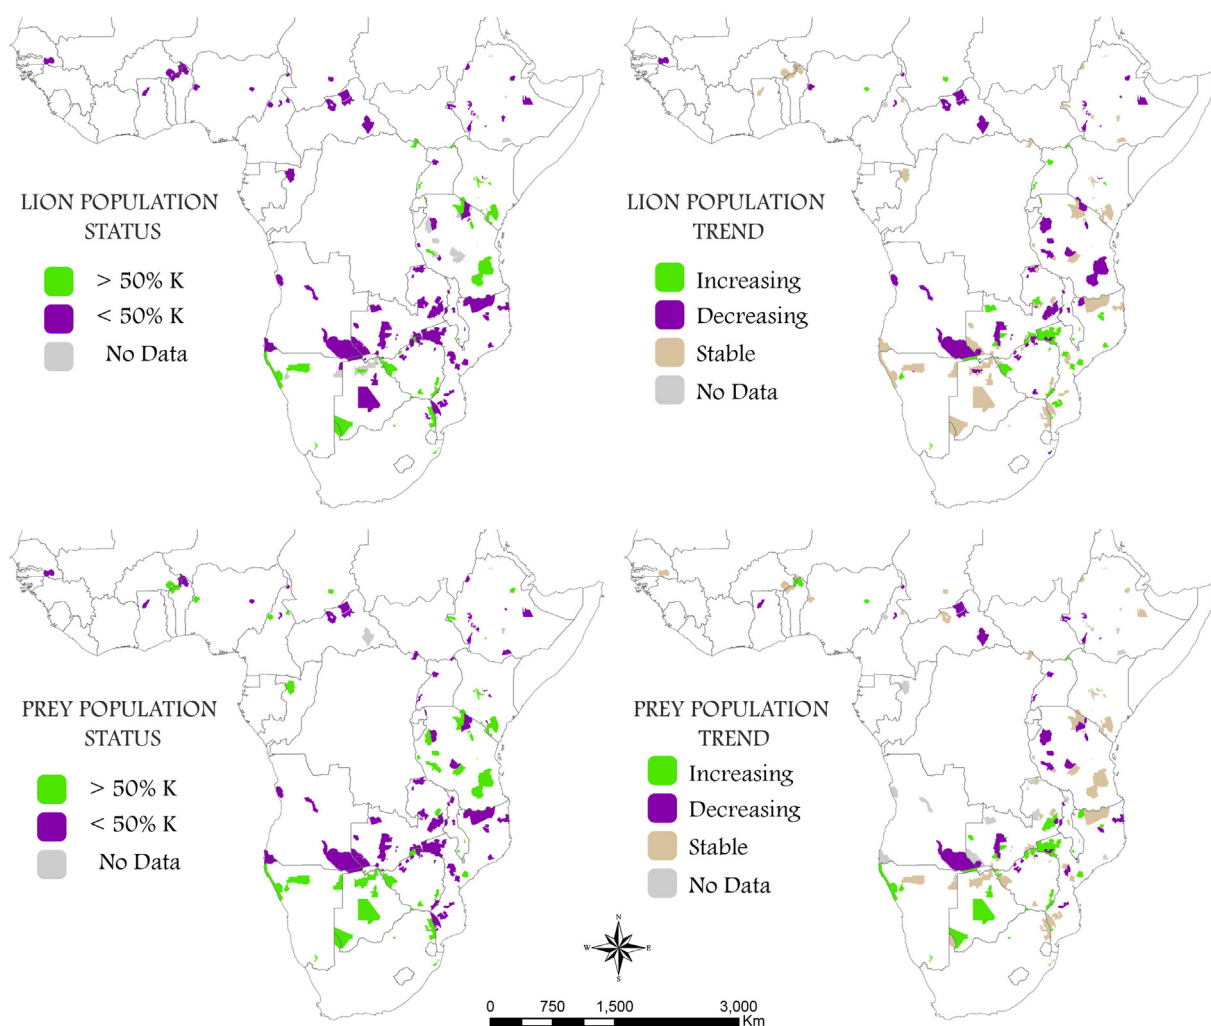 LION POPULATION
STATUS
> 50% K
< 50% K
No Data
LION POPULATION
TREND
Increasing
Decreasing
Stable
No Data
PREY POPULATION
STATUS
> 50% K
< 50% K
No Data
PREY POPULATION
TREND
Increasing
Decreasing
Stable
No Data
N
W E
S
0 750 1,500 3,000
Km